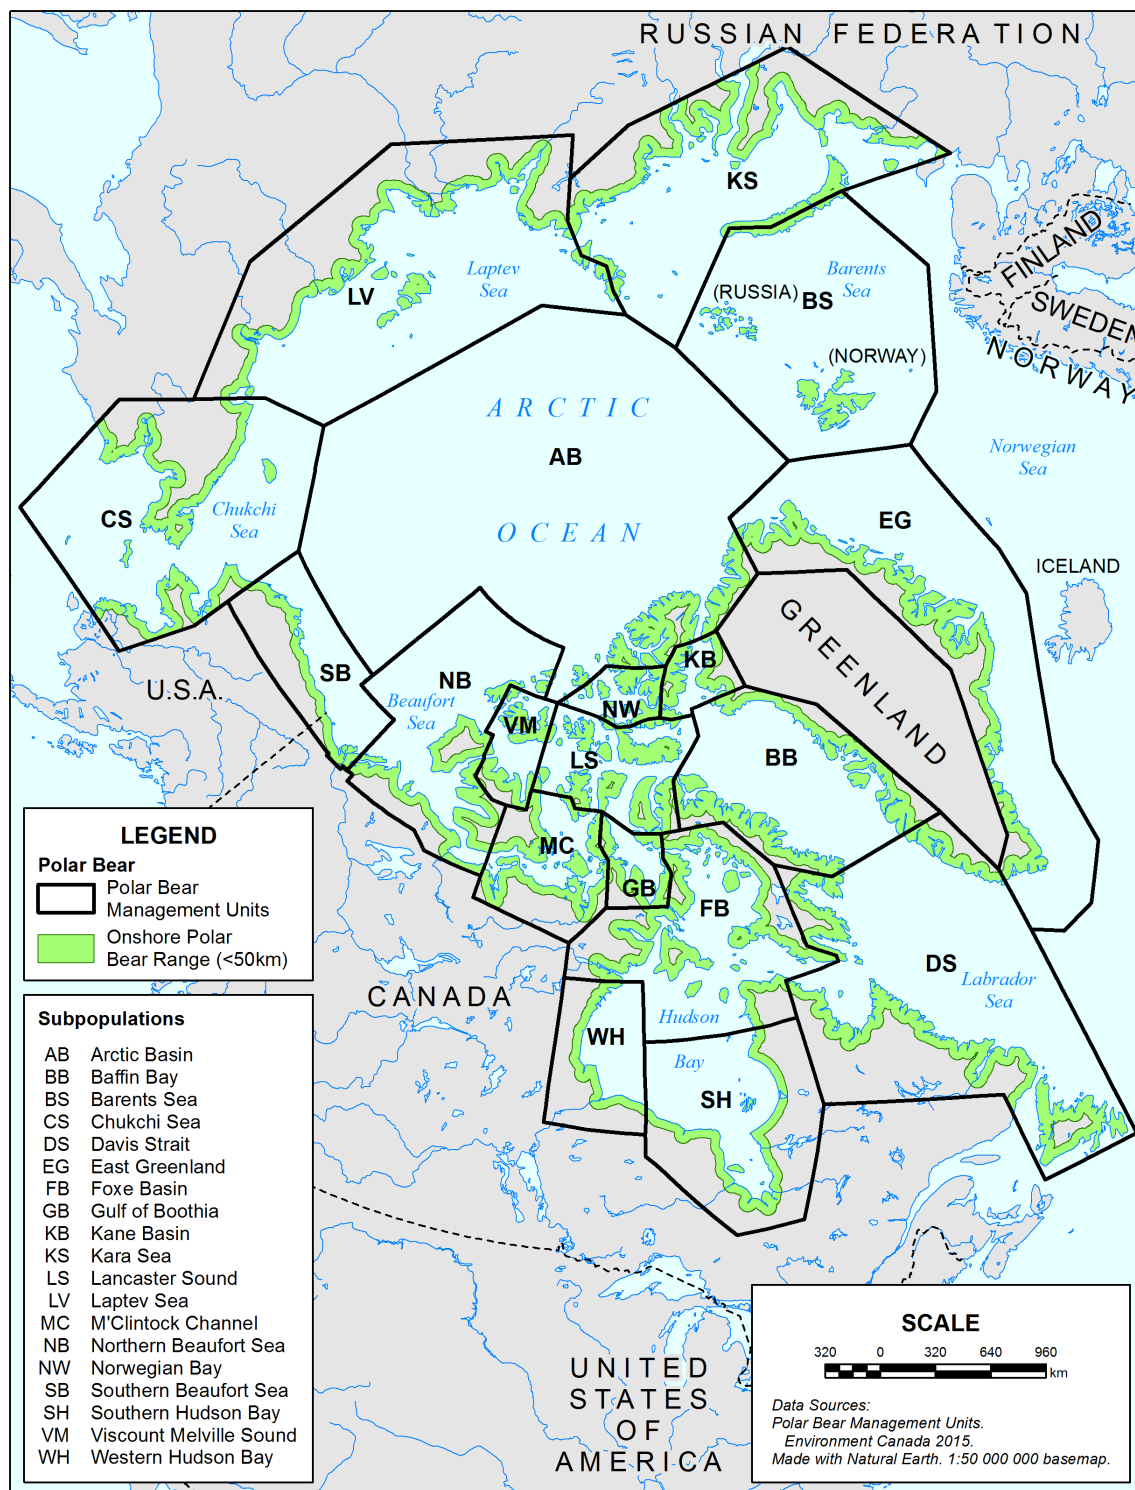 RUSSIAN FEDERATION
KS
FINLAND
SWEDEN
NORWAY
Laptev
Sea
LV
Barents
Sea
(RUSSIA)
BS
(NORWAY)
ARCTIC
AB
OCEAN
Norwegian
Sea
Chukchi
Sea
CS
EG
ICELAND
GREENLAND
KB
SB
NB
U.S.A.
Beaufort
Sea
NW
VM
LS
BB
MC
GB
FB
DS
Labrador
Sea
CANADA
Hudson
Bay
WH
SH
LEGEND
Polar Bear
Polar Bear
Management Units
Onshore Polar
Bear Range (<50km)
Subpopulations
AB Arctic Basin
BB Baffin Bay
BS Barents Sea
CS Chukchi Sea
DS Davis Strait
EG East Greenland
FB Foxe Basin
GB Gulf of Boothia
KB Kane Basin
KS Kara Sea
LS Lancaster Sound
LV Laptev Sea
MC M'Clintock Channel
NB Northern Beaufort Sea
NW Norwegian Bay
SB Southern Beaufort Sea
SH Southern Hudson Bay
VM Viscount Melville Sound
WH Western Hudson Bay
UNITED
STATES
OF
AMERICA
SCALE
320 0 320 640 960
km
Data Sources:
Polar Bear Management Units.
Environment Canada 2015.
Made with Natural Earth. 1:50 000 000 basemap.